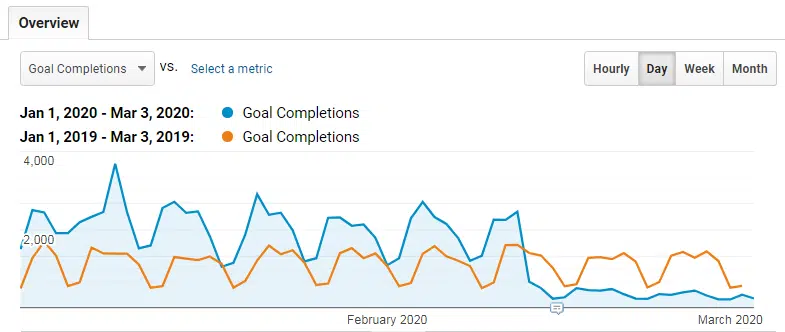 Overview
Goal Completions vs. Select a metric Hourly Day Week Month
Jan 1, 2020 - Mar 3, 2020: Goal Completions
Jan 1, 2019 - Mar 3, 2019: Goal Completions
4,000
2,000
February 2020 March 2020